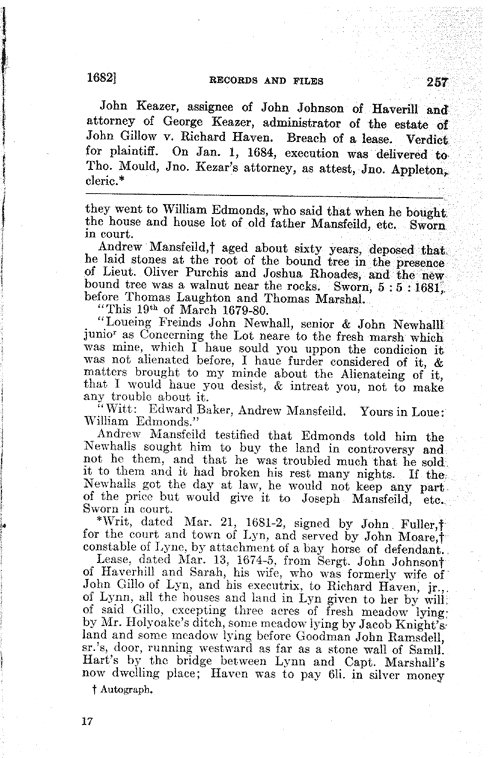 1682] RECORDS AND FILES 257
John Keazer, assignee of John Johnson of Haverill and
attorney of George Keazer, administrator of the estate of
John Gillow v. Richard Haven. Breach of a lease. Verdict
for plaintiff. On Jan. 1, 1684, execution was delivered to
Tho. Mould, Jno. Kezar's attorney, as attest, Jno. Appleton,
cleric.*
they went to William Edmonds, who said that when he bought
the house and house lot of old father Mansfeild, etc. Sworn
in court.
Andrew Mansfeild,† aged about sixty years, deposed that
he laid stones at the root of the bound tree in the presence
of Lieut. Oliver Purchis and Joshua Rhoades, and the new
bound tree was a walnut near the rocks. Sworn, 5 : 5 : 1681,
before Thomas Laughton and Thomas Marshal.
"This 19th of March 1679-80.
"Loueing Freinds John Newhall, senior & John Newhalll
junior as Concerning the Lot neare to the fresh marsh which
was mine, which I haue sould you uppon the condicion it
was not alienated before, I haue furder considered of it, &
matters brought to my minde about the Alienateing of it,
that I would haue you desist, & intreat you, not to make
any trouble about it.
"Witt: Edward Baker, Andrew Mansfeild. Yours in Loue:
William Edmonds."
Andrew Mansfeild testified that Edmonds told him the
Newhalls sought him to buy the land in controversy and
not he them, and that he was troubled much that he sold
it to them and it had broken his rest many nights. If the
Newhalls got the day at law, he would not keep any part
of the price but would give it to Joseph Mansfeild, etc.
Sworn in court.
*Writ, dated Mar. 21, 1681-2, signed by John Fuller,†
for the court and town of Lyn, and served by John Moare,†
constable of Lyne, by attachment of a bay horse of defendant.
Lease, dated Mar. 13, 1674-5, from Sergt. John Johnson†
of Haverhill and Sarah, his wife, who was formerly wife of
John Gillo of Lyn, and his executrix, to Richard Haven, jr.,
of Lynn, all the houses and land in Lyn given to her by will
of said Gillo, excepting three acres of fresh meadow lying
by Mr. Holyoake's ditch, some meadow lying by Jacob Knight's
land and some meadow lying before Goodman John Ramsdell,
sr.'s, door, running westward as far as a stone wall of Samll.
Hart's by the bridge between Lynn and Capt. Marshall's
now dwelling place; Haven was to pay 6li. in silver money
† Autograph.
17